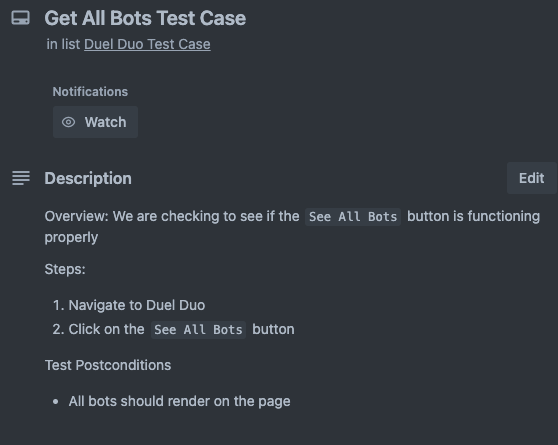 Get All Bots Test Case
in list Duel Duo Test Case
Notifications
Watch
Description
Edit
Overview: We are checking to see if the See All Bots button is functioning
properly
Steps:
1. Navigate to Duel Duo
2. Click on the See All Bots button
Test Postconditions
• All bots should render on the page